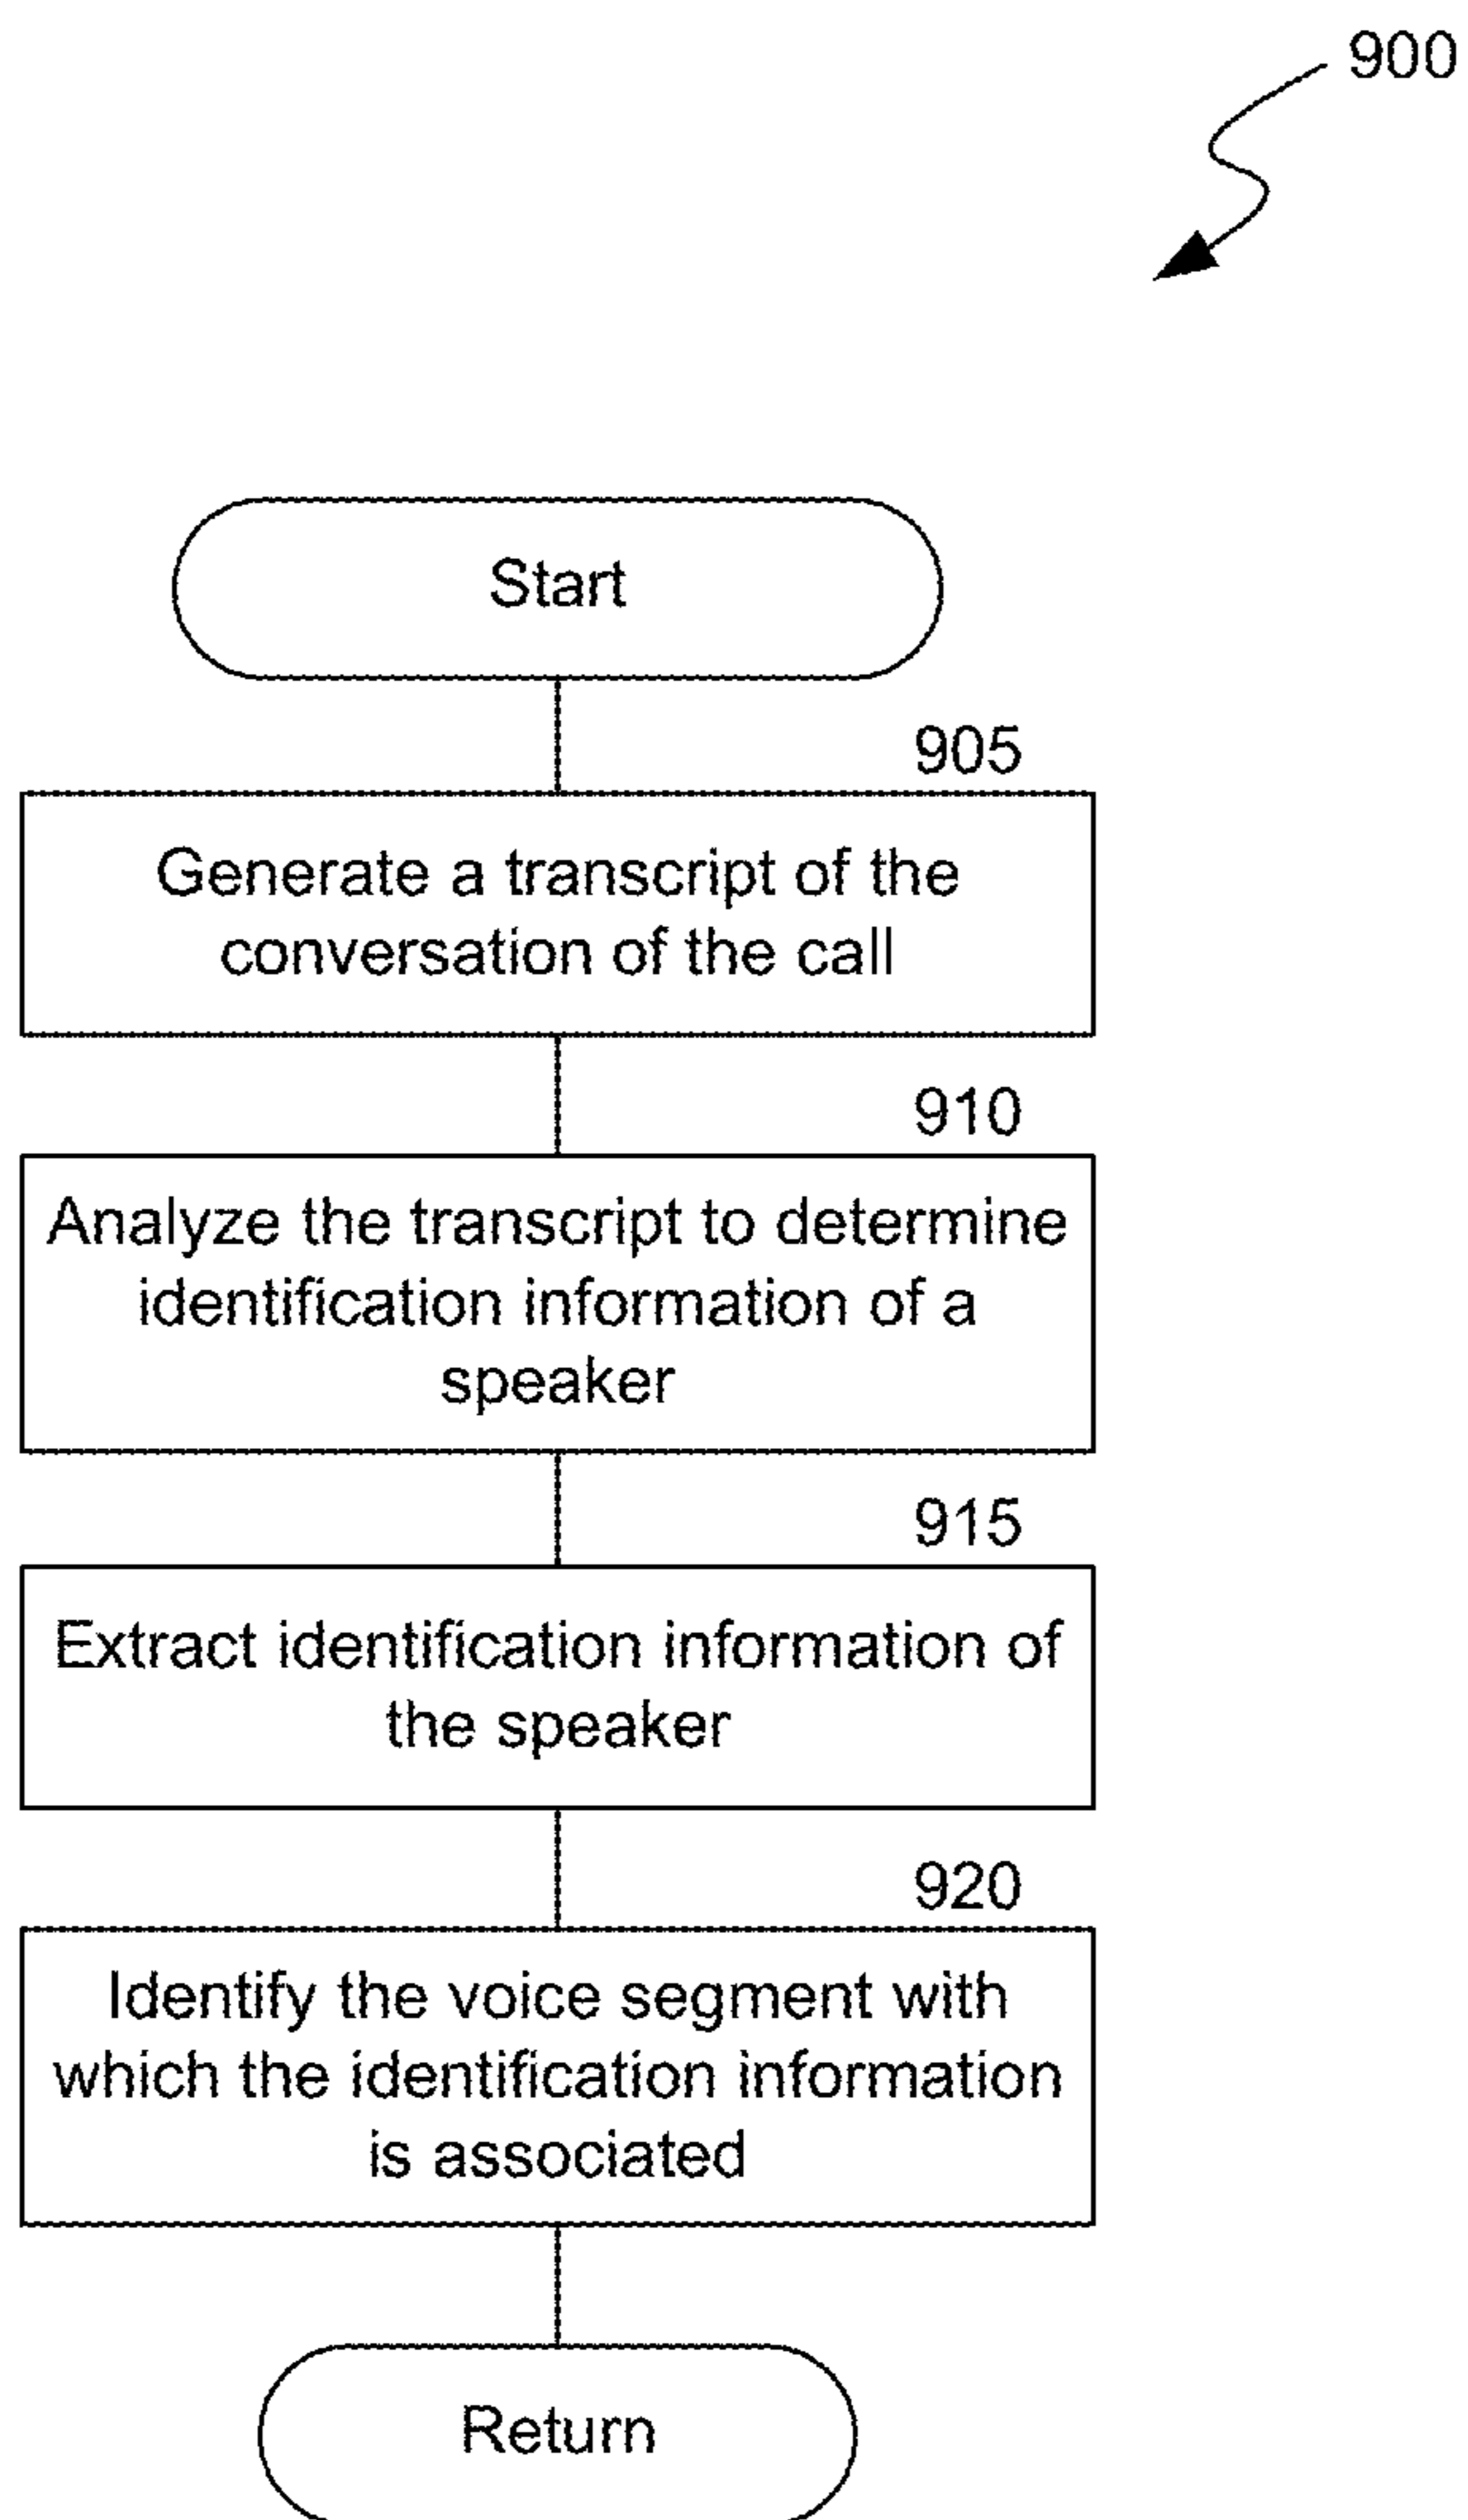 900
Start
905
Generate a transcript of the
conversation of the call
910
Analyze the transcript to determine
identification information of a
speaker
915
Extract identification information of
the speaker
920
Identify the voice segment with
which the identification information
is associated
Return